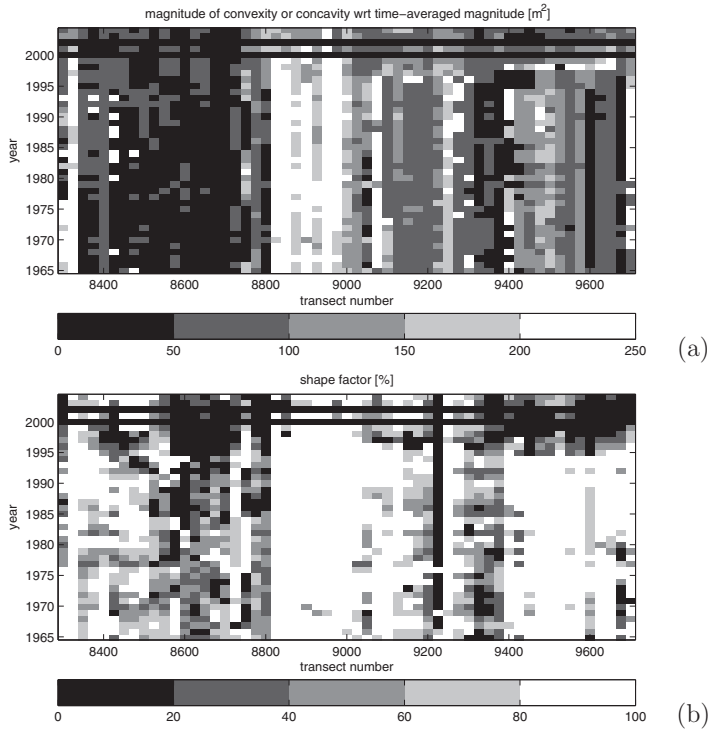 magnitude of convexity or concavity wrt time−averaged magnitude [m²]
year
2000
1995
1990
1985
1980
1975
1970
1965
8400 8600 8800 9000 9200 9400 9600
transect number
0 50 100 150 200 250
(a)
shape factor [%]
year
2000
1995
1990
1985
1980
1975
1970
1965
8400 8600 8800 9000 9200 9400 9600
transect number
0 20 40 60 80 100
(b)